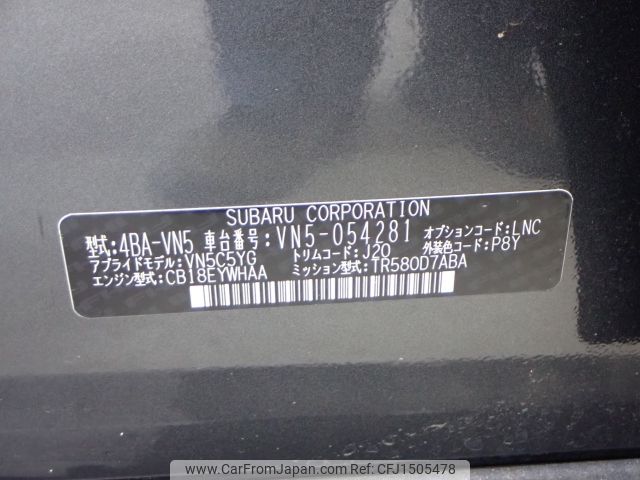 SUBARU CORPORATION
型式:4BA-VN5 車台番号:VN5-054281 オプションコード:LNC
アプライドモデル:VN5C5YG トリムコード:J20 外装色コード:P8Y
エンジン型式:CB18EYWHAA ミッション型式:TR580D7ABA
www.carfromjapan.com - Used Car ID: CFJ1505478